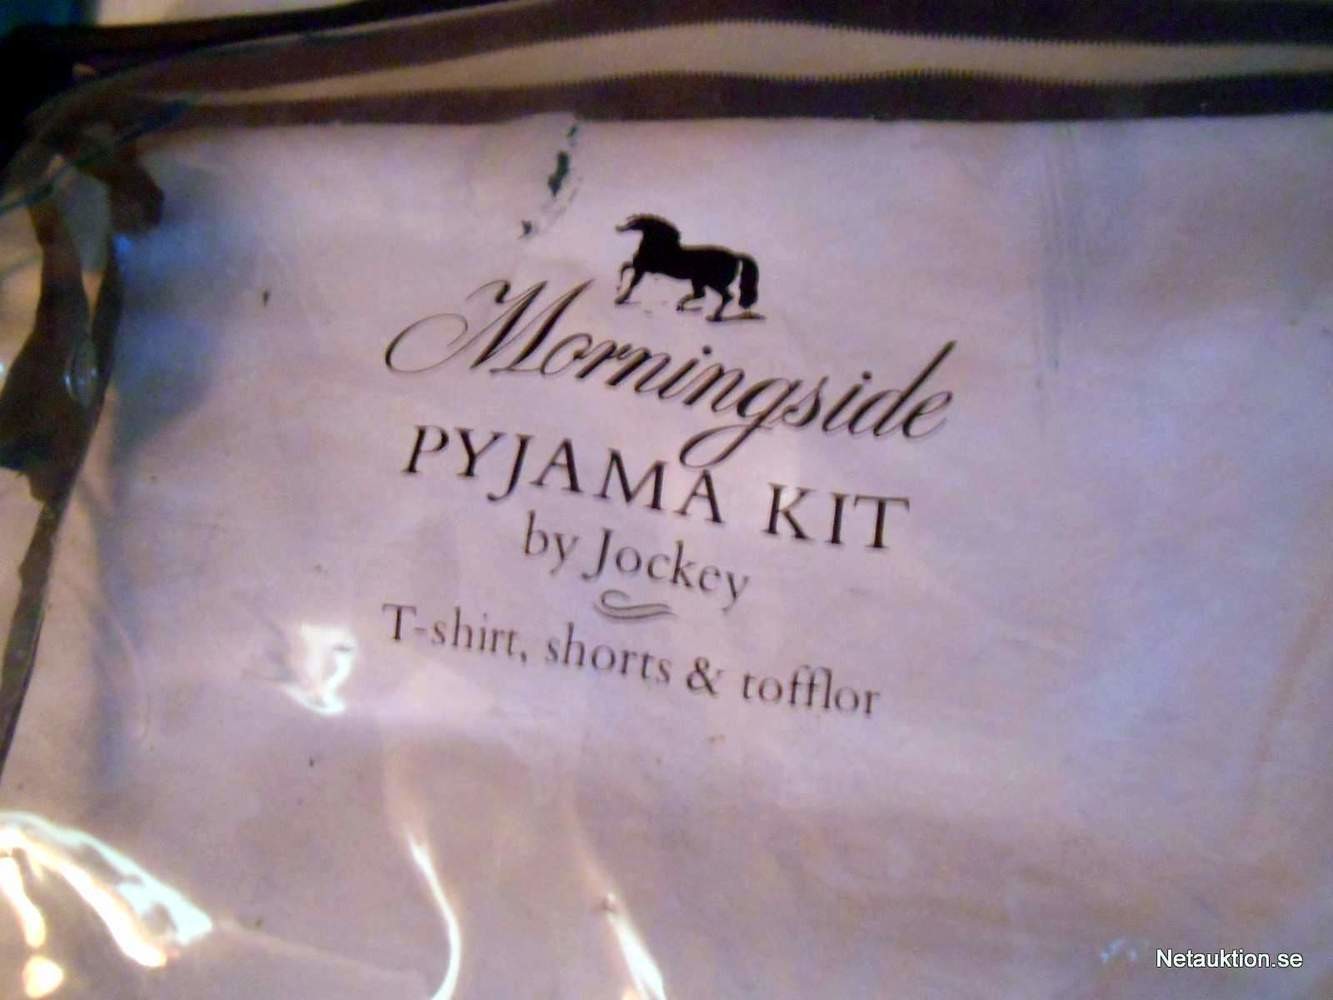 Morningside
PYJAMA KIT
by Jockey
T-shirt, shorts & tofflor
Netauktion.se